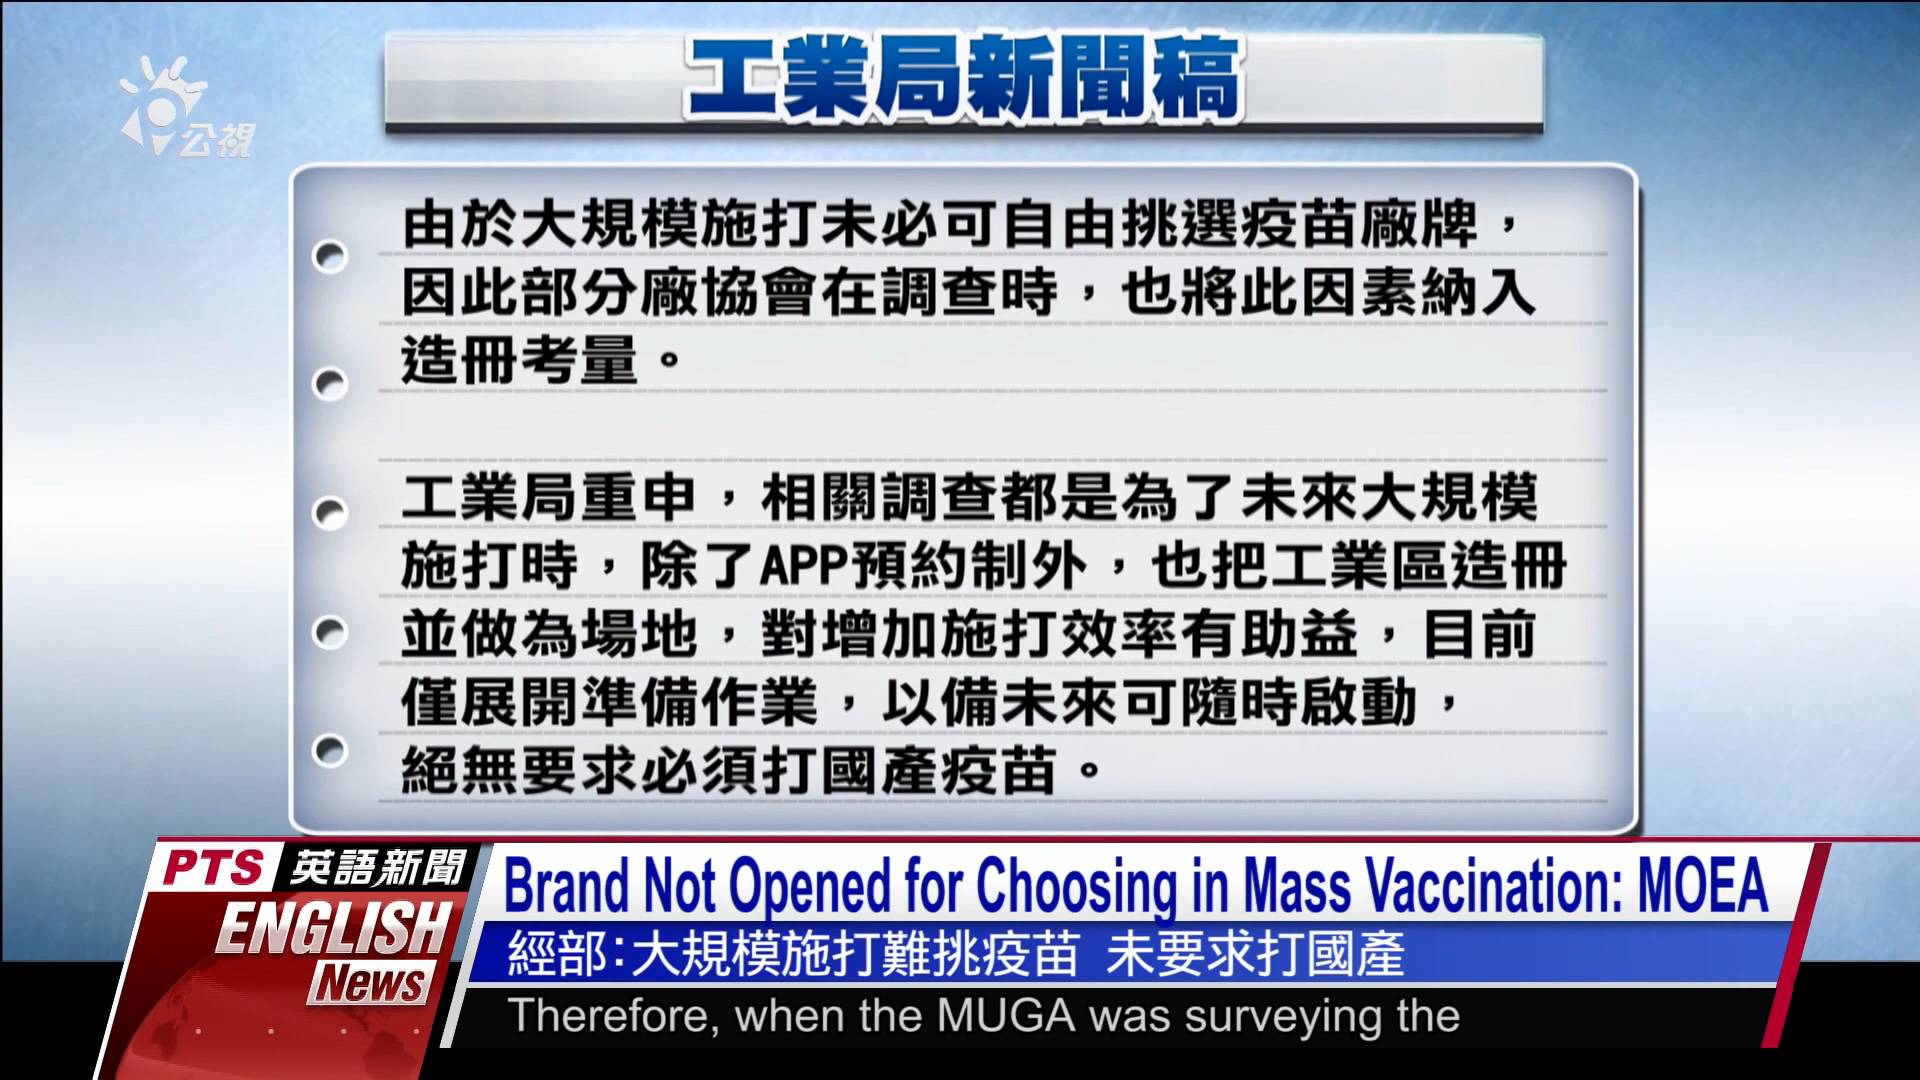 工業局新聞稿
公視
由於大規模施打未必可自由挑選疫苗廠牌，
因此部分廠協會在調查時，也將此因素納入
造冊考量。
工業局重申，相關調查都是為了未來大規模
施打時，除了APP預約制外，也把工業區造冊
並做為場地，對增加施打效率有助益，目前
僅展開準備作業，以備未來可隨時啟動，
絕無要求必須打國產疫苗。
PTS 英語新聞
ENGLISH
News
Brand Not Opened for Choosing in Mass Vaccination: MOEA
經部:大規模施打難挑疫苗 未要求打國產
Therefore, when the MUGA was surveying the